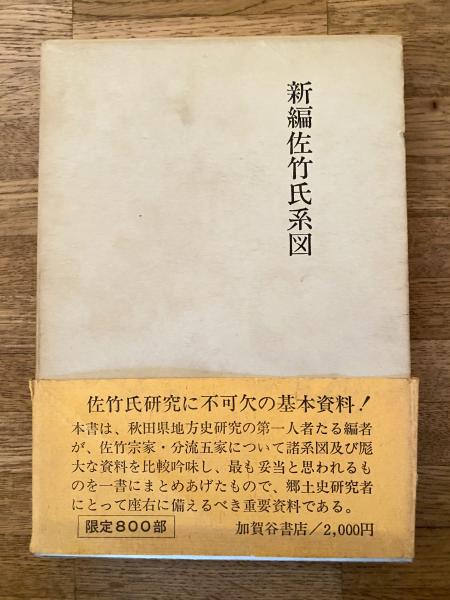 新編佐竹氏系図
佐竹氏研究に不可欠の基本資料！
本書は、秋田県地方史研究の第一人者たる編者
が、佐竹宗家・分流五家について諸系図及び厖
大な資料を比較吟味し、最も妥当と思われるも
のを一書にまとめあげたもので、郷土史研究者
にとって座右に備えるべき重要資料である。
限定800部
加賀谷書店／2,000円